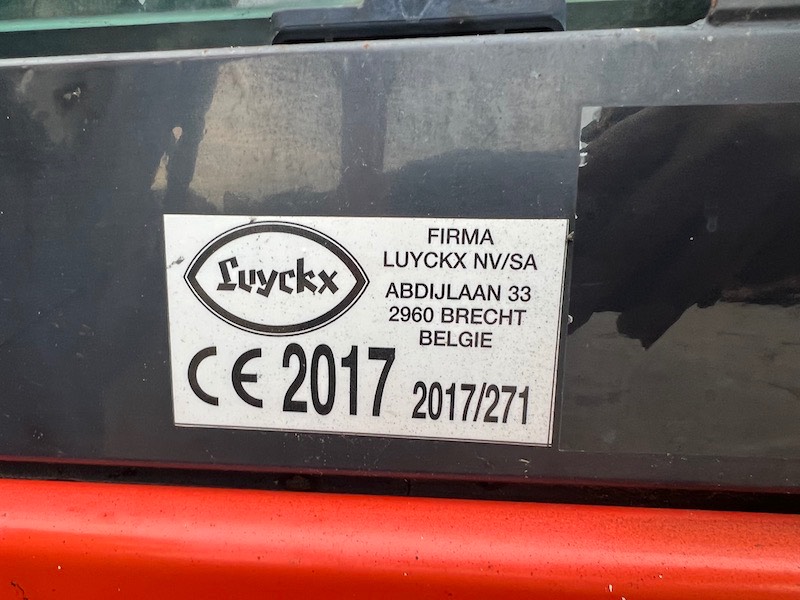 Luyckx
FIRMA
LUYCKX NV/SA
ABDIJLAAN 33
2960 BRECHT
BELGIE
CE 2017 2017/271